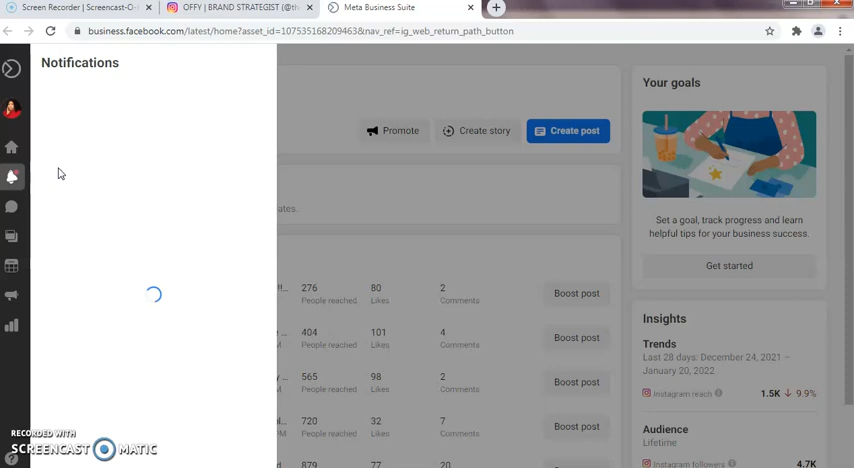 Screen Recorder | Screencast-O-
OFFY | BRAND STRATEGIST (@th
Meta Business Suite
business.facebook.com/latest/home?asset_id=107535168209463&nav_ref=ig_web_return_path_button
Notifications
Promote
Create story
Create post
ates.
276
People reached
80
Likes
2
Comments
Boost post
404
People reached
101
Likes
4
Comments
Boost post
565
People reached
98
Likes
2
Comments
Boost post
720
People reached
32
Likes
7
Comments
Boost post
879
77
20
Your goals
Set a goal, track progress and learn
helpful tips for your business success.
Get started
Insights
Trends
Last 28 days: December 24, 2021 –
January 20, 2022
Instagram reach
1.5K ↓ 9.9%
Audience
Lifetime
Instagram followers
4.7K
RECORDED WITH
SCREENCAST MATIC